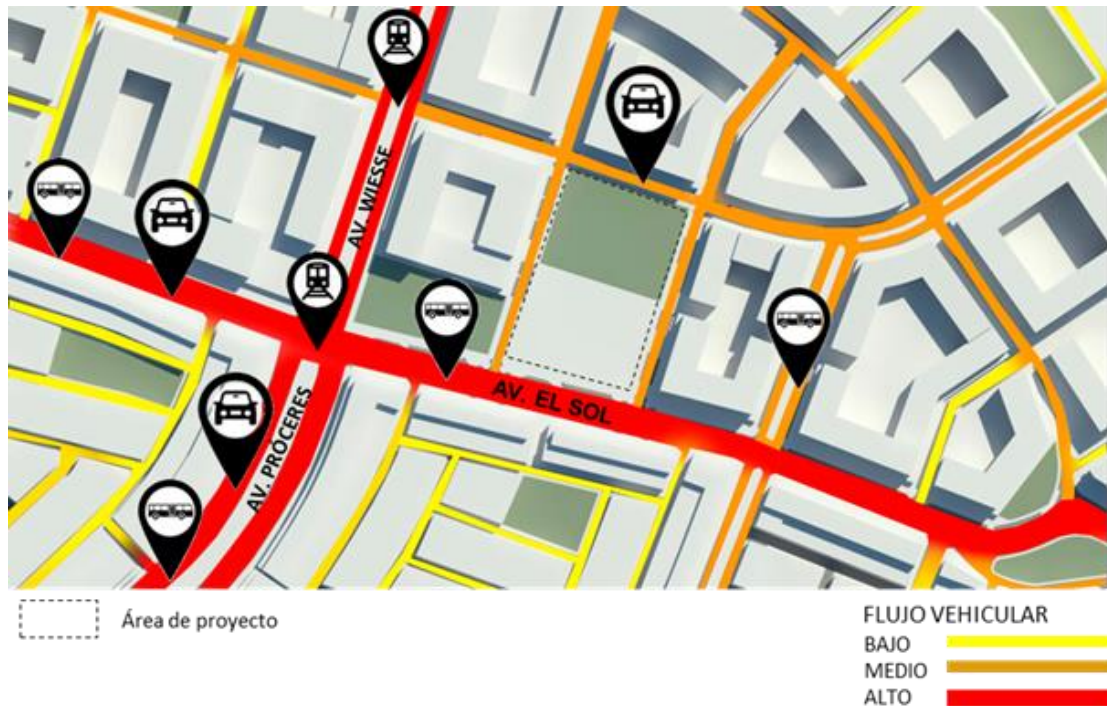 AV. WIESSE
AV. EL SOL
AV. PRÓCERES
Área de proyecto
FLUJO VEHICULAR
BAJO
MEDIO
ALTO